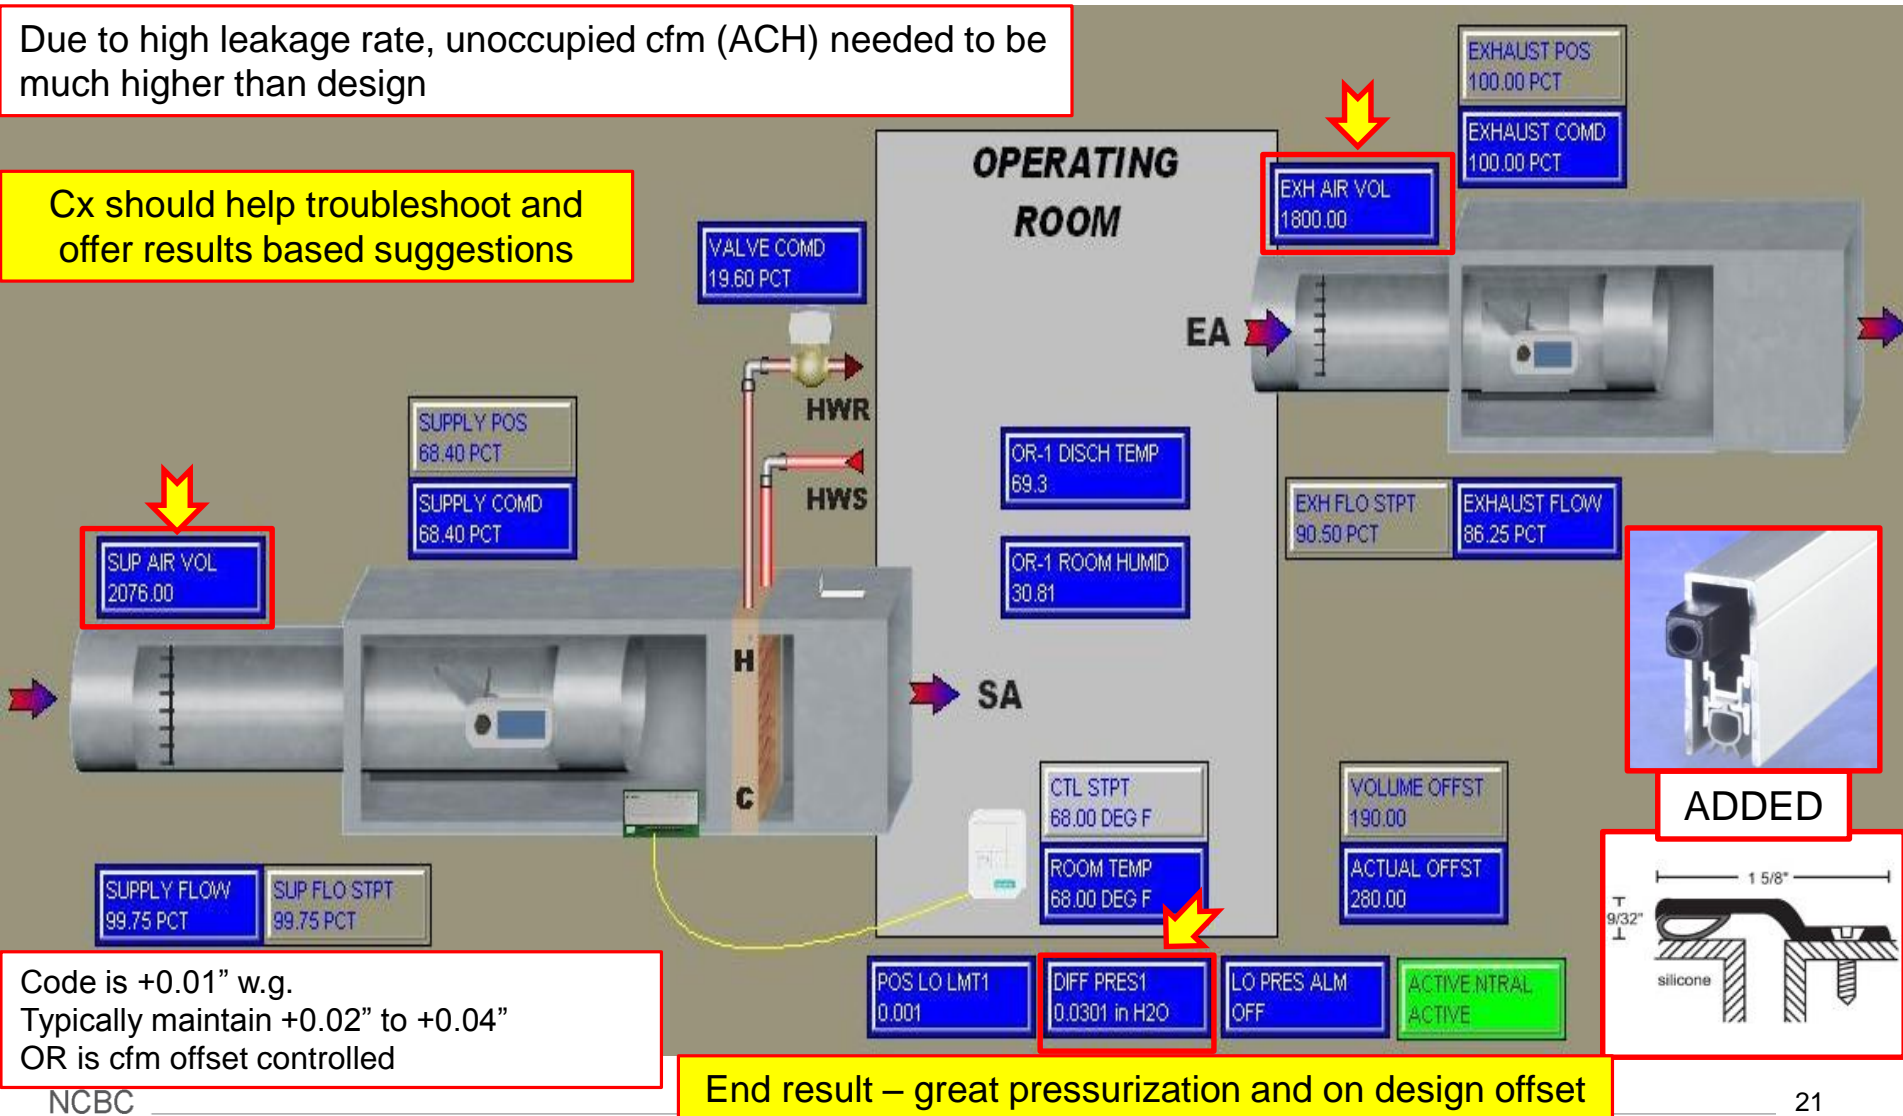 Due to high leakage rate, unoccupied cfm (ACH) needed to be
much higher than design
Cx should help troubleshoot and
offer results based suggestions
EXHAUST POS
100.00 PCT
EXHAUST COMD
100.00 PCT
OPERATING
ROOM
EXH AIR VOL
1800.00
VALVE COMD
19.60 PCT
EA
HWR
HWS
SUPPLY POS
68.40 PCT
SUPPLY COMD
68.40 PCT
OR-1 DISCH TEMP
69.3
OR-1 ROOM HUMID
30.81
EXH FLO STPT
90.50 PCT
EXHAUST FLOW
86.25 PCT
SUP AIR VOL
2076.00
H
C
SA
CTL STPT
68.00 DEG F
ROOM TEMP
68.00 DEG F
VOLUME OFFST
190.00
ACTUAL OFFST
280.00
ADDED
1 5/8"
9/32"
silicone
SUPPLY FLOW
99.75 PCT
SUP FLO STPT
99.75 PCT
POS LO LMT1
0.001
DIFF PRES1
0.0301 in H2O
LO PRES ALM
OFF
ACTIVE.NTRAL
ACTIVE
Code is +0.01” w.g.
Typically maintain +0.02” to +0.04”
OR is cfm offset controlled
End result – great pressurization and on design offset
NCBC
21